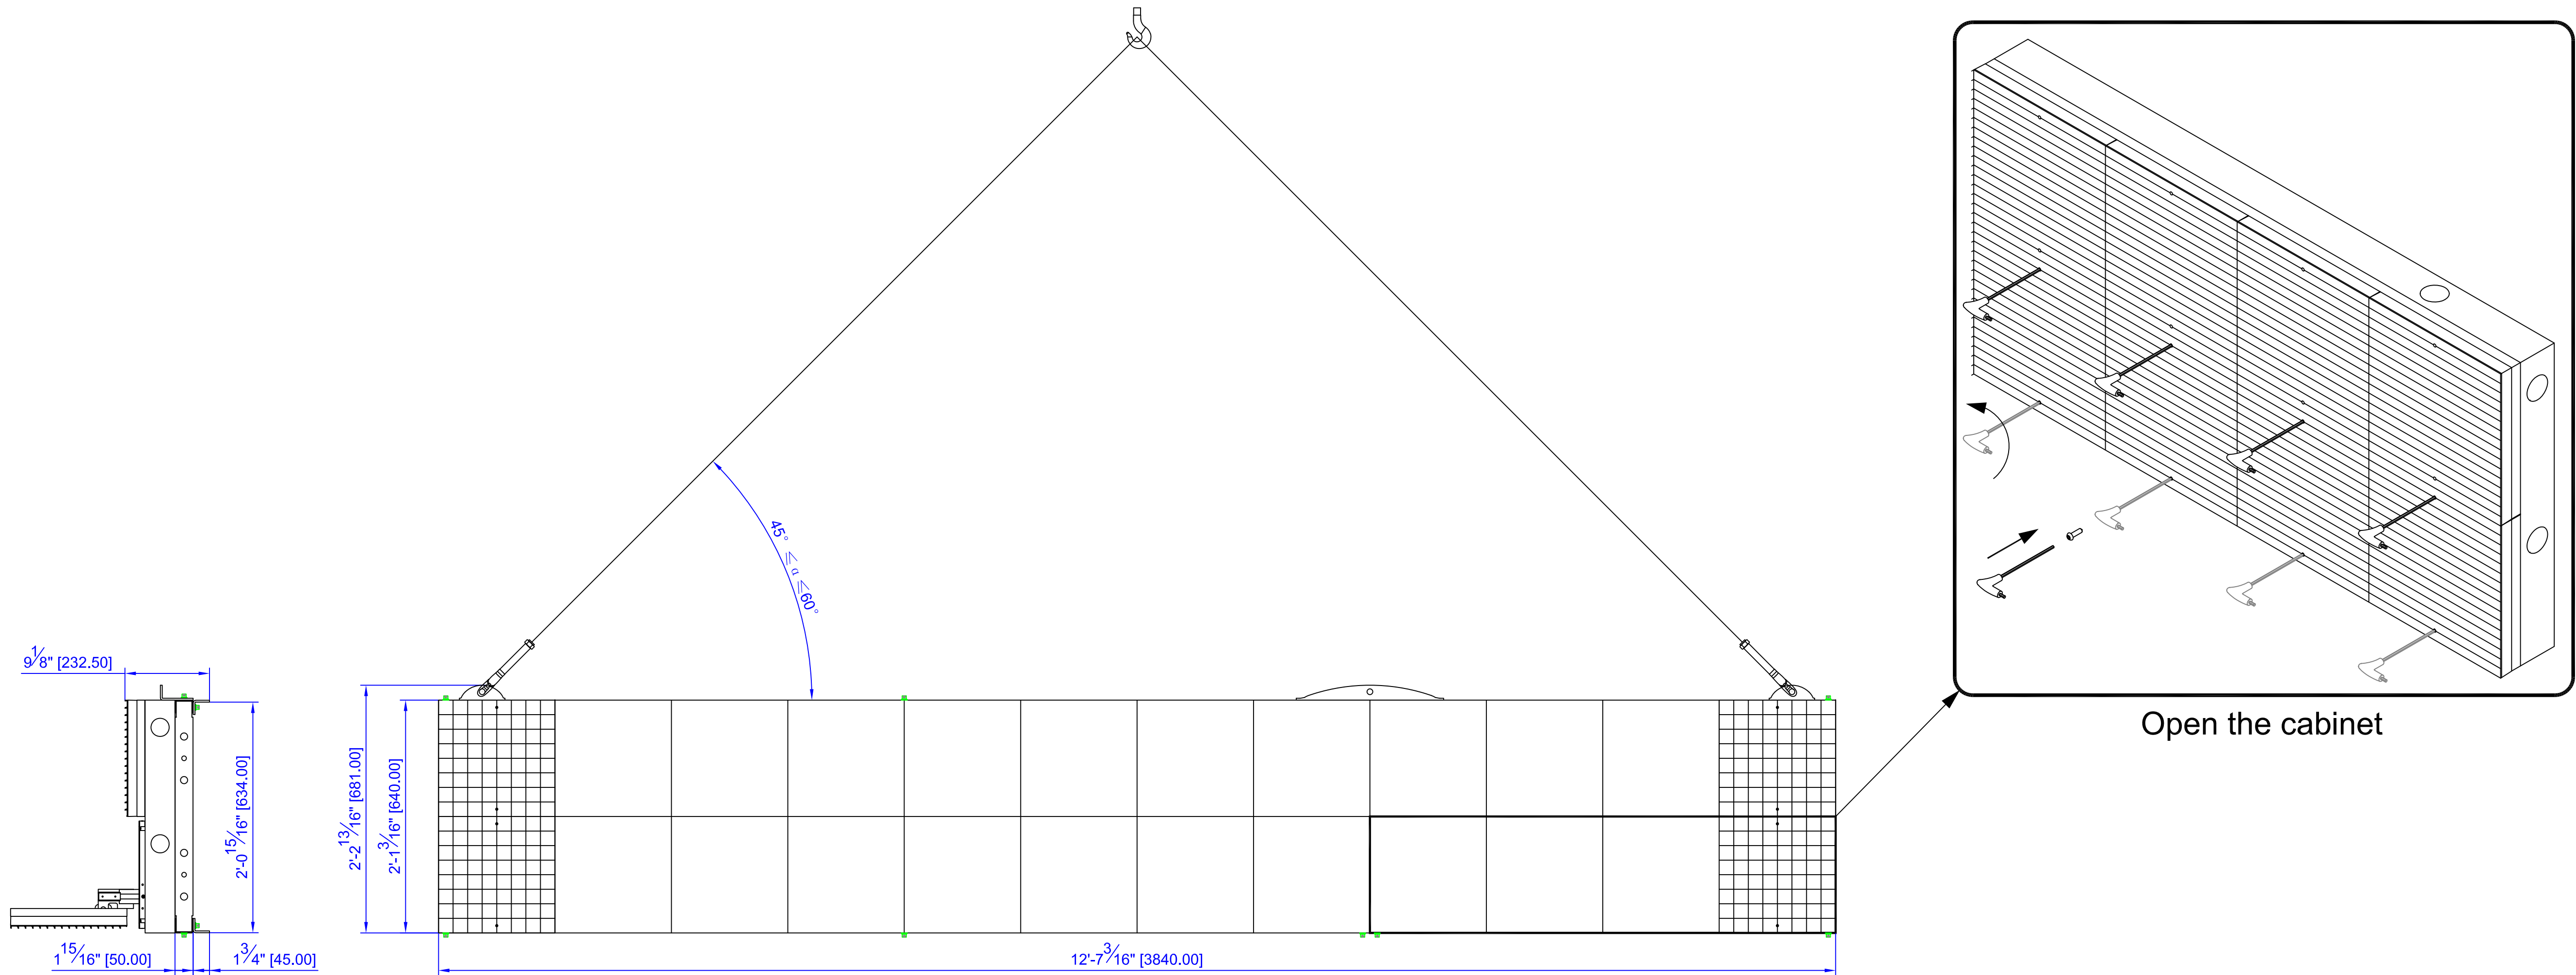 9 1/8" [232.50]
2'-0 15/16" [634.00]
1 15/16" [50.00]
1 3/4" [45.00]
45° ≤ α ≤ 60°
2'-2 13/16" [681.00]
2'-1 3/16" [640.00]
12'-7 3/16" [3840.00]
Open the cabinet